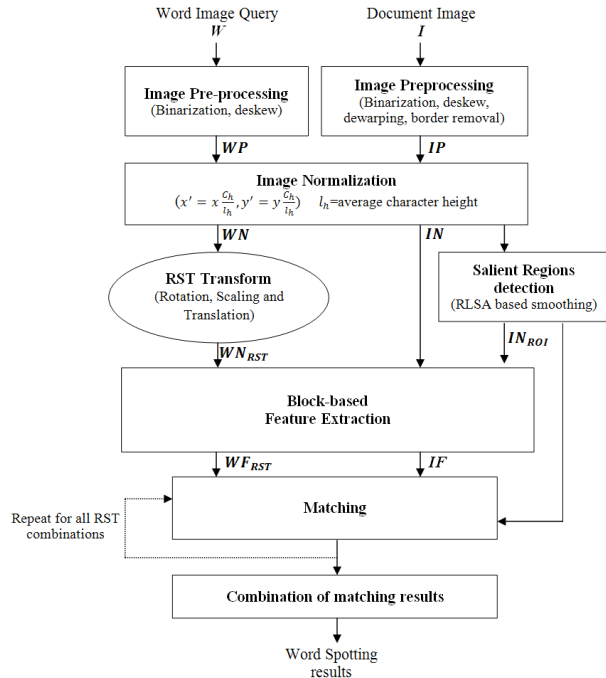 Word Image Query
W
Document Image
I
Image Pre-processing
(Binarization, deskew)
Image Preprocessing
(Binarization, deskew,
dewarping, border removal)
WP
IP
Image Normalization
(x′ = x C_h/l_h, y′ = y C_h/l_h) l_h=average character height
WN
IN
RST Transform
(Rotation, Scaling and
Translation)
Salient Regions
detection
(RLSA based smoothing)
WN_RST
IN_ROI
Block-based
Feature Extraction
WF_RST
IF
Matching
Repeat for all RST
combinations
Combination of matching results
Word Spotting
results